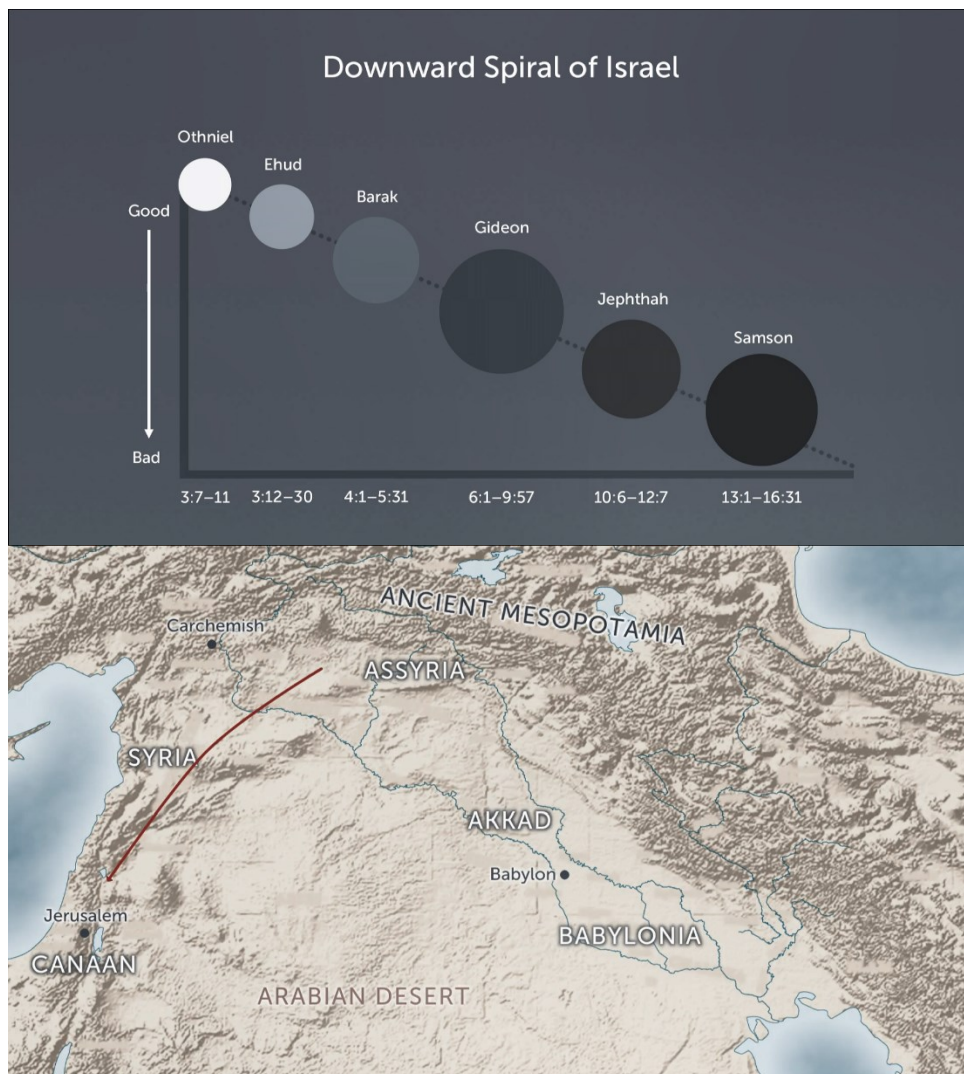 Downward Spiral of Israel
Othniel
Ehud
Barak
Gideon
Jephthah
Samson
Good
Bad
3:7–11
3:12–30
4:1–5:31
6:1–9:57
10:6–12:7
13:1–16:31
ANCIENT MESOPOTAMIA
Carchemish
ASSYRIA
SYRIA
AKKAD
Babylon
Jerusalem
BABYLONIA
CANAAN
ARABIAN DESERT